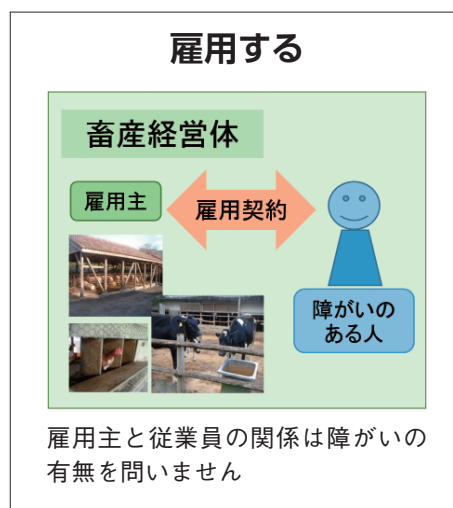 雇用する
畜産経営体
雇用主
雇用契約
障がいの
ある人
雇用主と従業員の関係は障がいの
有無を問いません